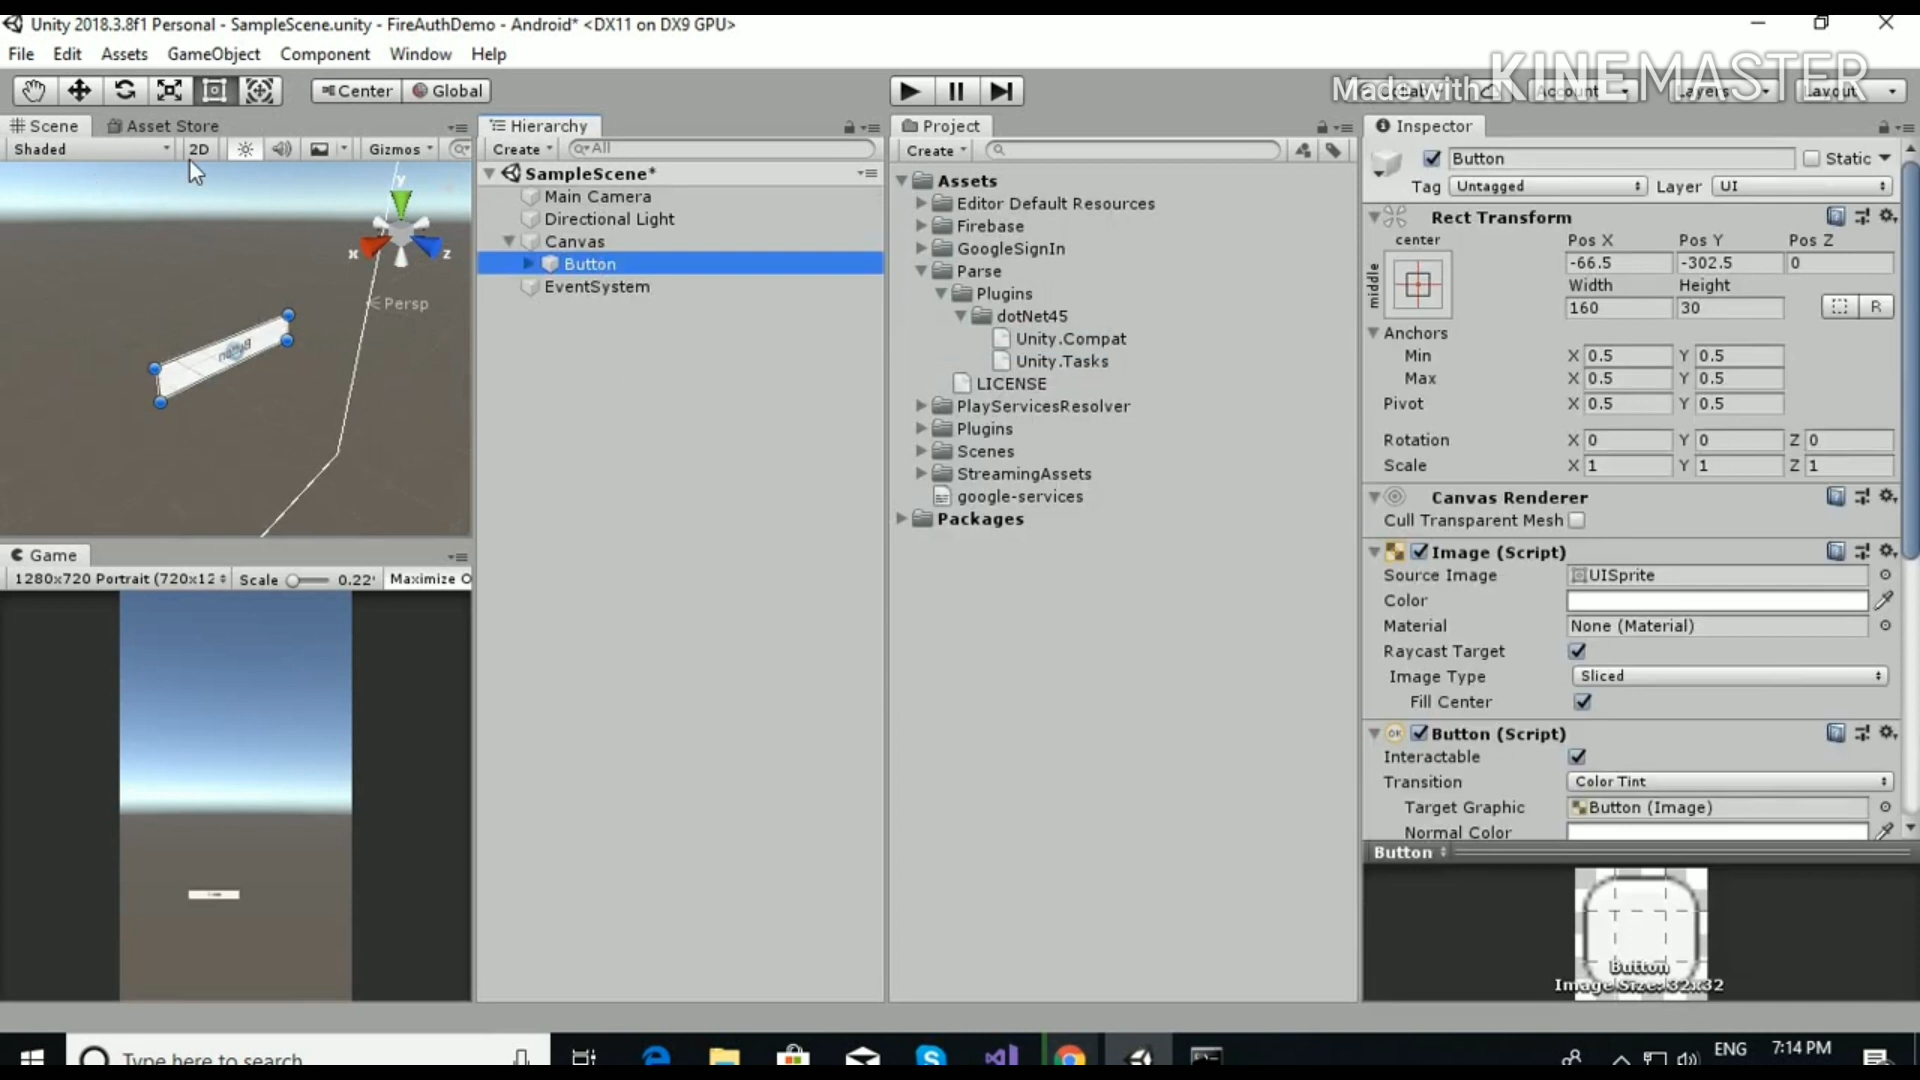 Unity 2018.3.8f1 Personal - SampleScene.unity - FireAuthDemo - Android* <DX11 on DX9 GPU>
File Edit Assets GameObject Component Window Help
Center Global
Made with KINEMASTER
Collab Account Layers Layout
Scene Asset Store
Shaded 2D Gizmos
y
x z
Persp
Button
Game
1280x720 Portrait (720x12 Scale 0.22 Maximize O
Hierarchy
Create All
SampleScene*
Main Camera
Directional Light
Canvas
Button
EventSystem
Project
Create
Assets
Editor Default Resources
Firebase
GoogleSignIn
Parse
Plugins
dotNet45
Unity.Compat
Unity.Tasks
LICENSE
PlayServicesResolver
Plugins
Scenes
StreamingAssets
google-services
Packages
Inspector
Button Static
Tag Untagged Layer UI
Rect Transform
center Pos X Pos Y Pos Z
middle -66.5 -302.5 0
Width Height
160 30 R
Anchors
Min X 0.5 Y 0.5
Max X 0.5 Y 0.5
Pivot X 0.5 Y 0.5
Rotation X 0 Y 0 Z 0
Scale X 1 Y 1 Z 1
Canvas Renderer
Cull Transparent Mesh
Image (Script)
Source Image UISprite
Color
Material None (Material)
Raycast Target
Image Type Sliced
Fill Center
OK Button (Script)
Interactable
Transition Color Tint
Target Graphic Button (Image)
Normal Color
Button
Button
Image Size: 32x32
Type here to search
ENG 7:14 PM